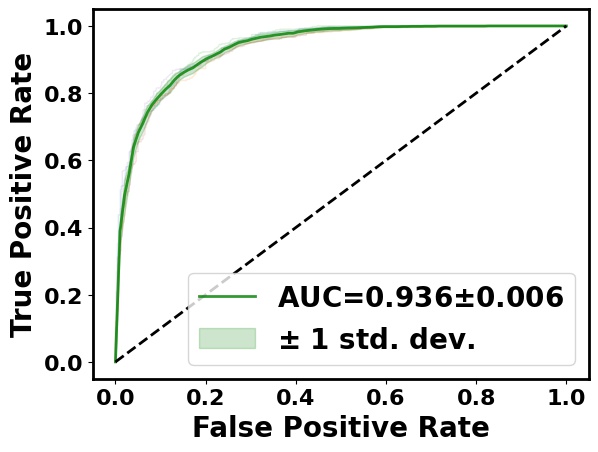 True Positive Rate
1.0
0.8
0.6
0.4
0.2
0.0
AUC=0.936±0.006
± 1 std. dev.
0.0 0.2 0.4 0.6 0.8 1.0
False Positive Rate